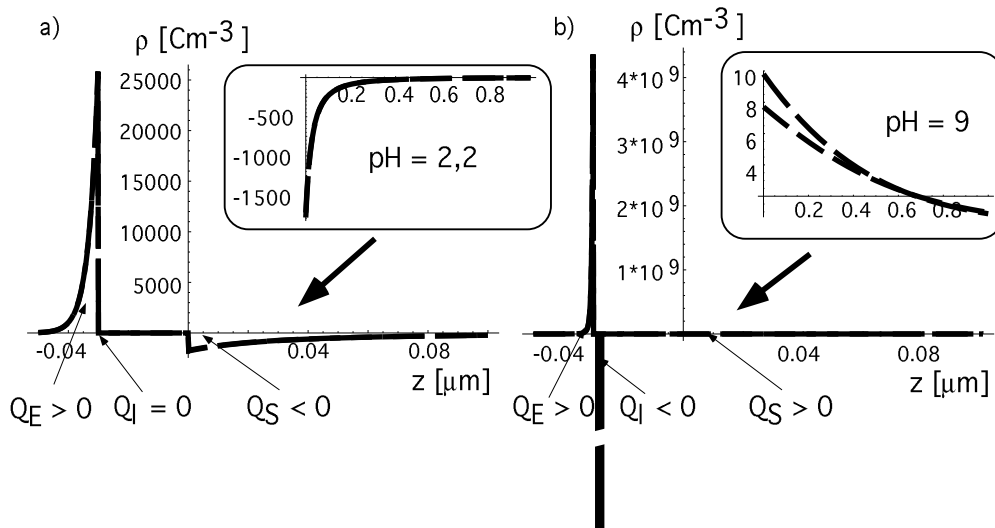 a)
ρ [Cm-3]
25000
20000
15000
10000
5000
-0.04
0.04
0.08
z [μm]
0.2 0.4 0.6 0.8
-500
-1000
-1500
pH = 2,2
QE > 0 QI = 0 QS < 0
b)
ρ [Cm-3]
4*10 9
3*10 9
2*10 9
1*10 9
-0.04
0.04
0.08
z [μm]
10
8
6
4
0.2 0.4 0.6 0.8
pH = 9
QE > 0 QI < 0 QS > 0